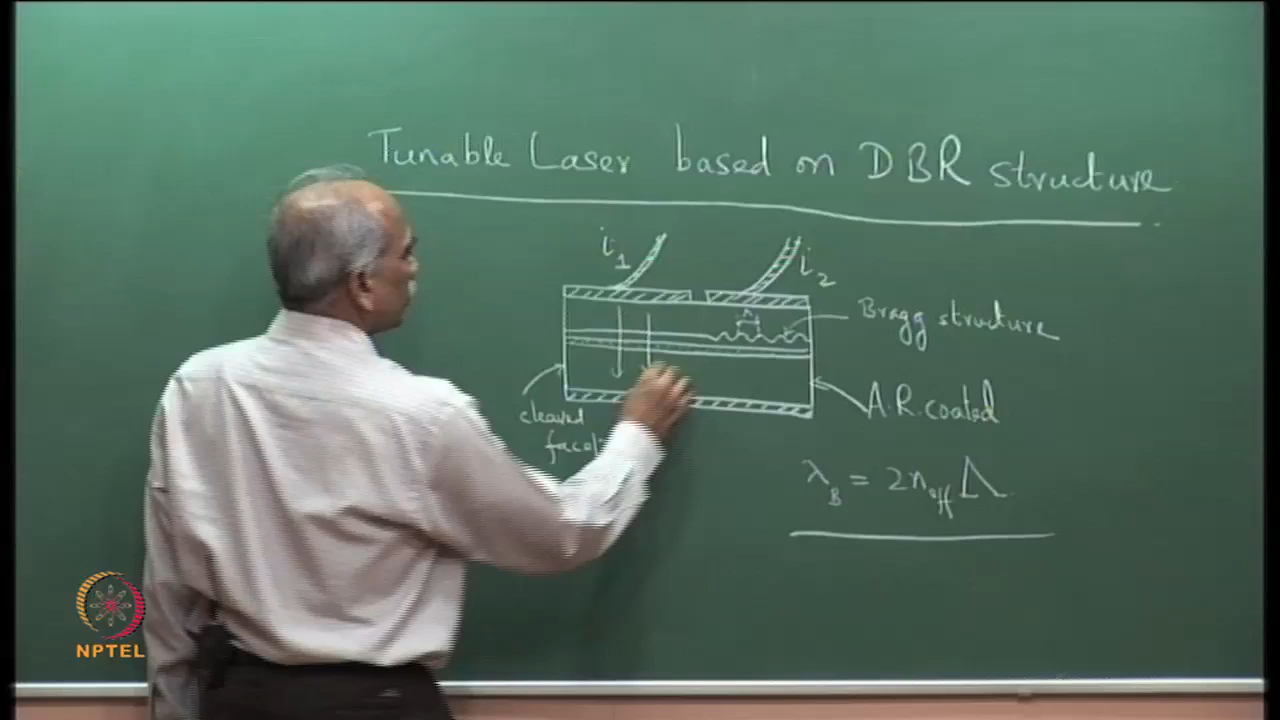 Tunable Laser based on DBR structure
i1
i2
Λ
Bragg structure
A.R. coated
cleaved
λB = 2neff Λ
NPTEL